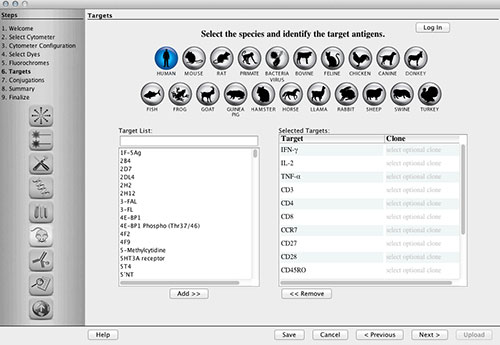 Steps
1. Welcome
2. Select Cytometer
3. Cytometer Configuration
4. Select Dyes
5. Fluorochromes
6. Targets
7. Conjugations
8. Summary
9. Finalize
Targets
Log In
Select the species and identify the target antigens.
HUMAN MOUSE RAT PRIMATE BACTERIA VIRUS BOVINE FELINE CHICKEN CANINE DONKEY
FISH FROG GOAT GUINEA PIG HAMSTER HORSE LLAMA RABBIT SHEEP SWINE TURKEY
Target List:
1F-5Ag
2B4
2D7
2DL4
2H2
12H12
3-FAL
3-FL
4E-BP1
4E-BP1 Phospho (Thr37/46)
4F2
4F9
5-Methylcytidine
5HT3A receptor
5T4
5'NT
Add >>
Selected Targets:
Target Clone
IFN-γ select optional clone
IL-2 select optional clone
TNF-α select optional clone
CD3 select optional clone
CD4 select optional clone
CD8 select optional clone
CCR7 select optional clone
CD27 select optional clone
CD28 select optional clone
CD45RO select optional clone
<< Remove
Help
Save
Cancel
< Previous
Next >
Upload